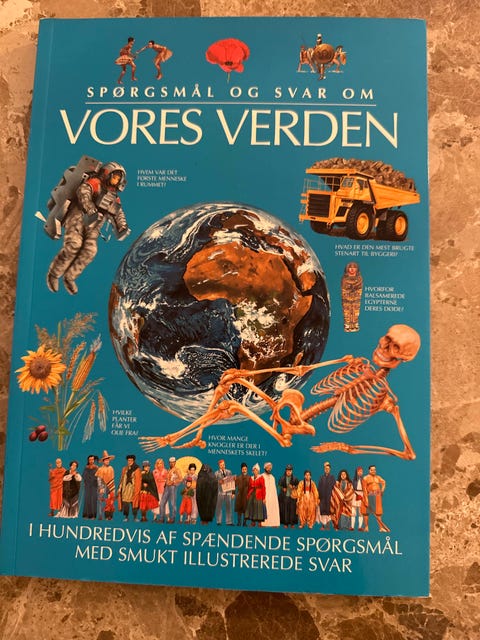 SPØRGSMÅL OG SVAR OM
VORES VERDEN
HVEM VAR DET
FØRSTE MENNESKE
I RUMMET?
HVAD ER DEN MEST BRUGTE
STENART TIL BYGGERI?
HVORFOR
BALSAMEREDE
EGYPTERNE
DERES DØDE?
HVILKE
PLANTER
FÅR VI
OLIE FRA?
HVOR MANGE
KNOGLER ER DER I
MENNESKETS SKELET?
I HUNDREDVIS AF SPÆNDENDE SPØRGSMÅL
MED SMUKT ILLUSTREREDE SVAR